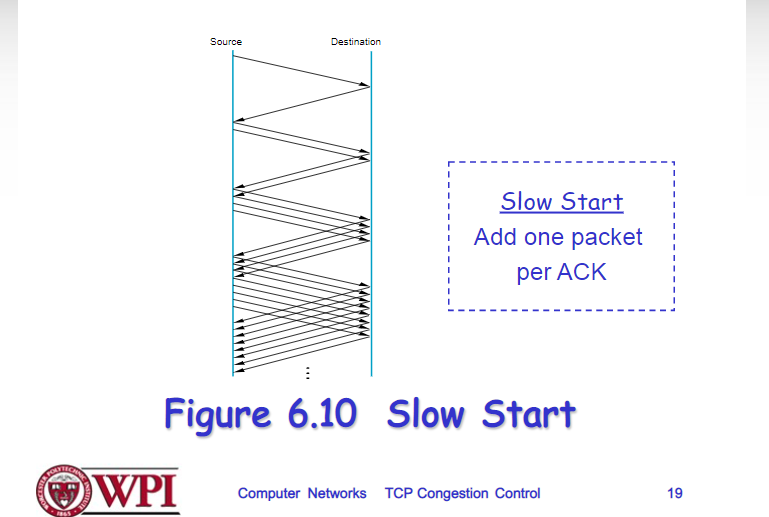 Source Destination
Slow Start
Add one packet
per ACK
Figure 6.10 Slow Start
WPI
Computer Networks TCP Congestion Control 19